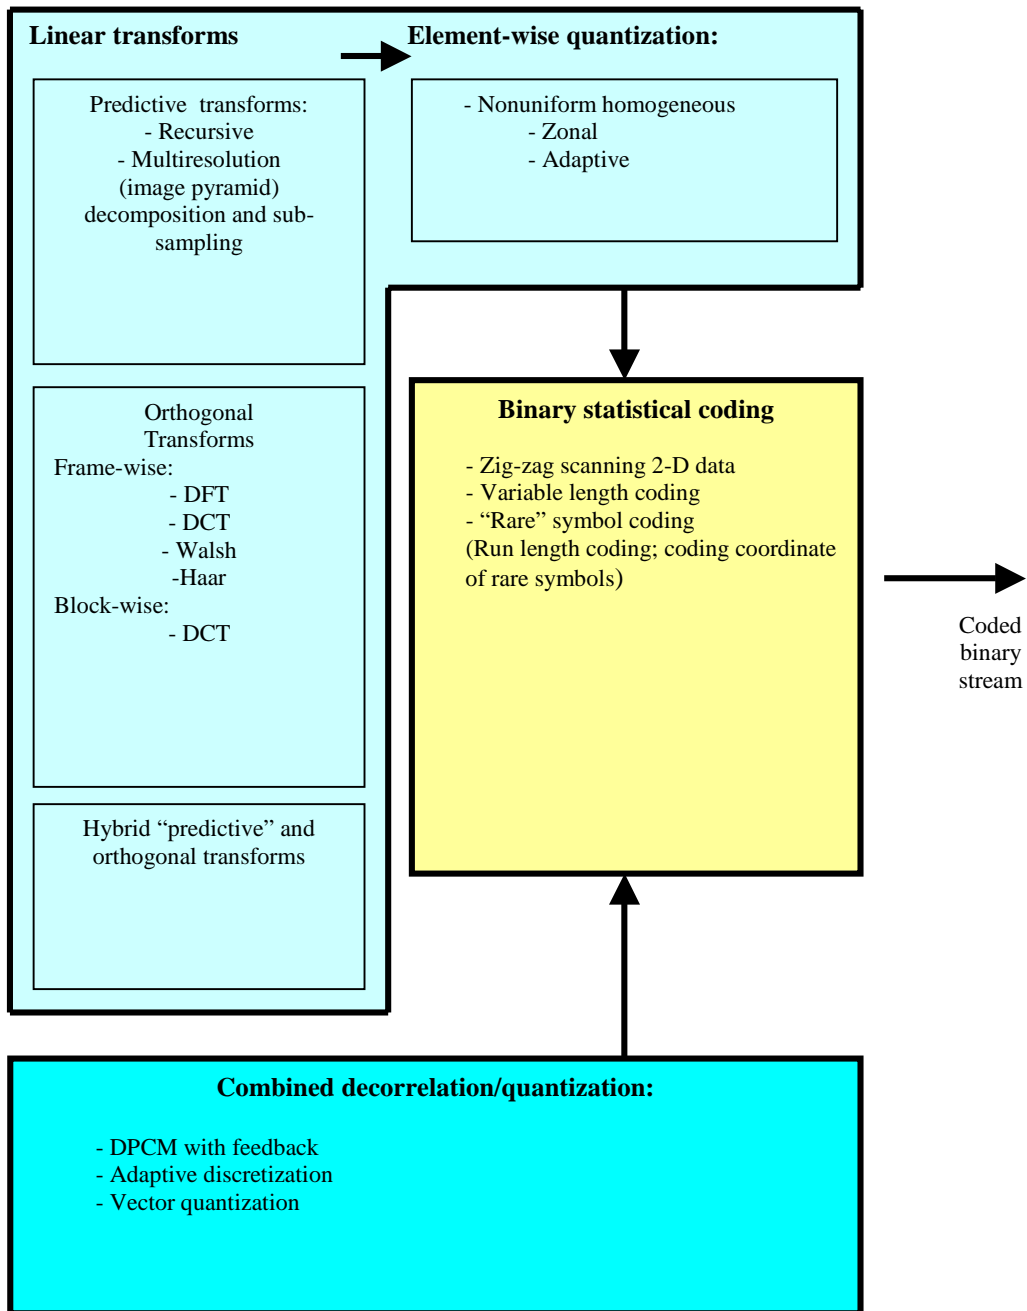 Linear transforms
Element-wise quantization:
Predictive transforms:
- Recursive
- Multiresolution
(image pyramid)
decomposition and sub-
sampling
- Nonuniform homogeneous
- Zonal
- Adaptive
Orthogonal
Transforms
Frame-wise:
- DFT
- DCT
- Walsh
-Haar
Block-wise:
- DCT
Hybrid “predictive” and
orthogonal transforms
Binary statistical coding
- Zig-zag scanning 2-D data
- Variable length coding
- “Rare” symbol coding
(Run length coding; coding coordinate
of rare symbols)
Coded
binary
stream
Combined decorrelation/quantization:
- DPCM with feedback
- Adaptive discretization
- Vector quantization